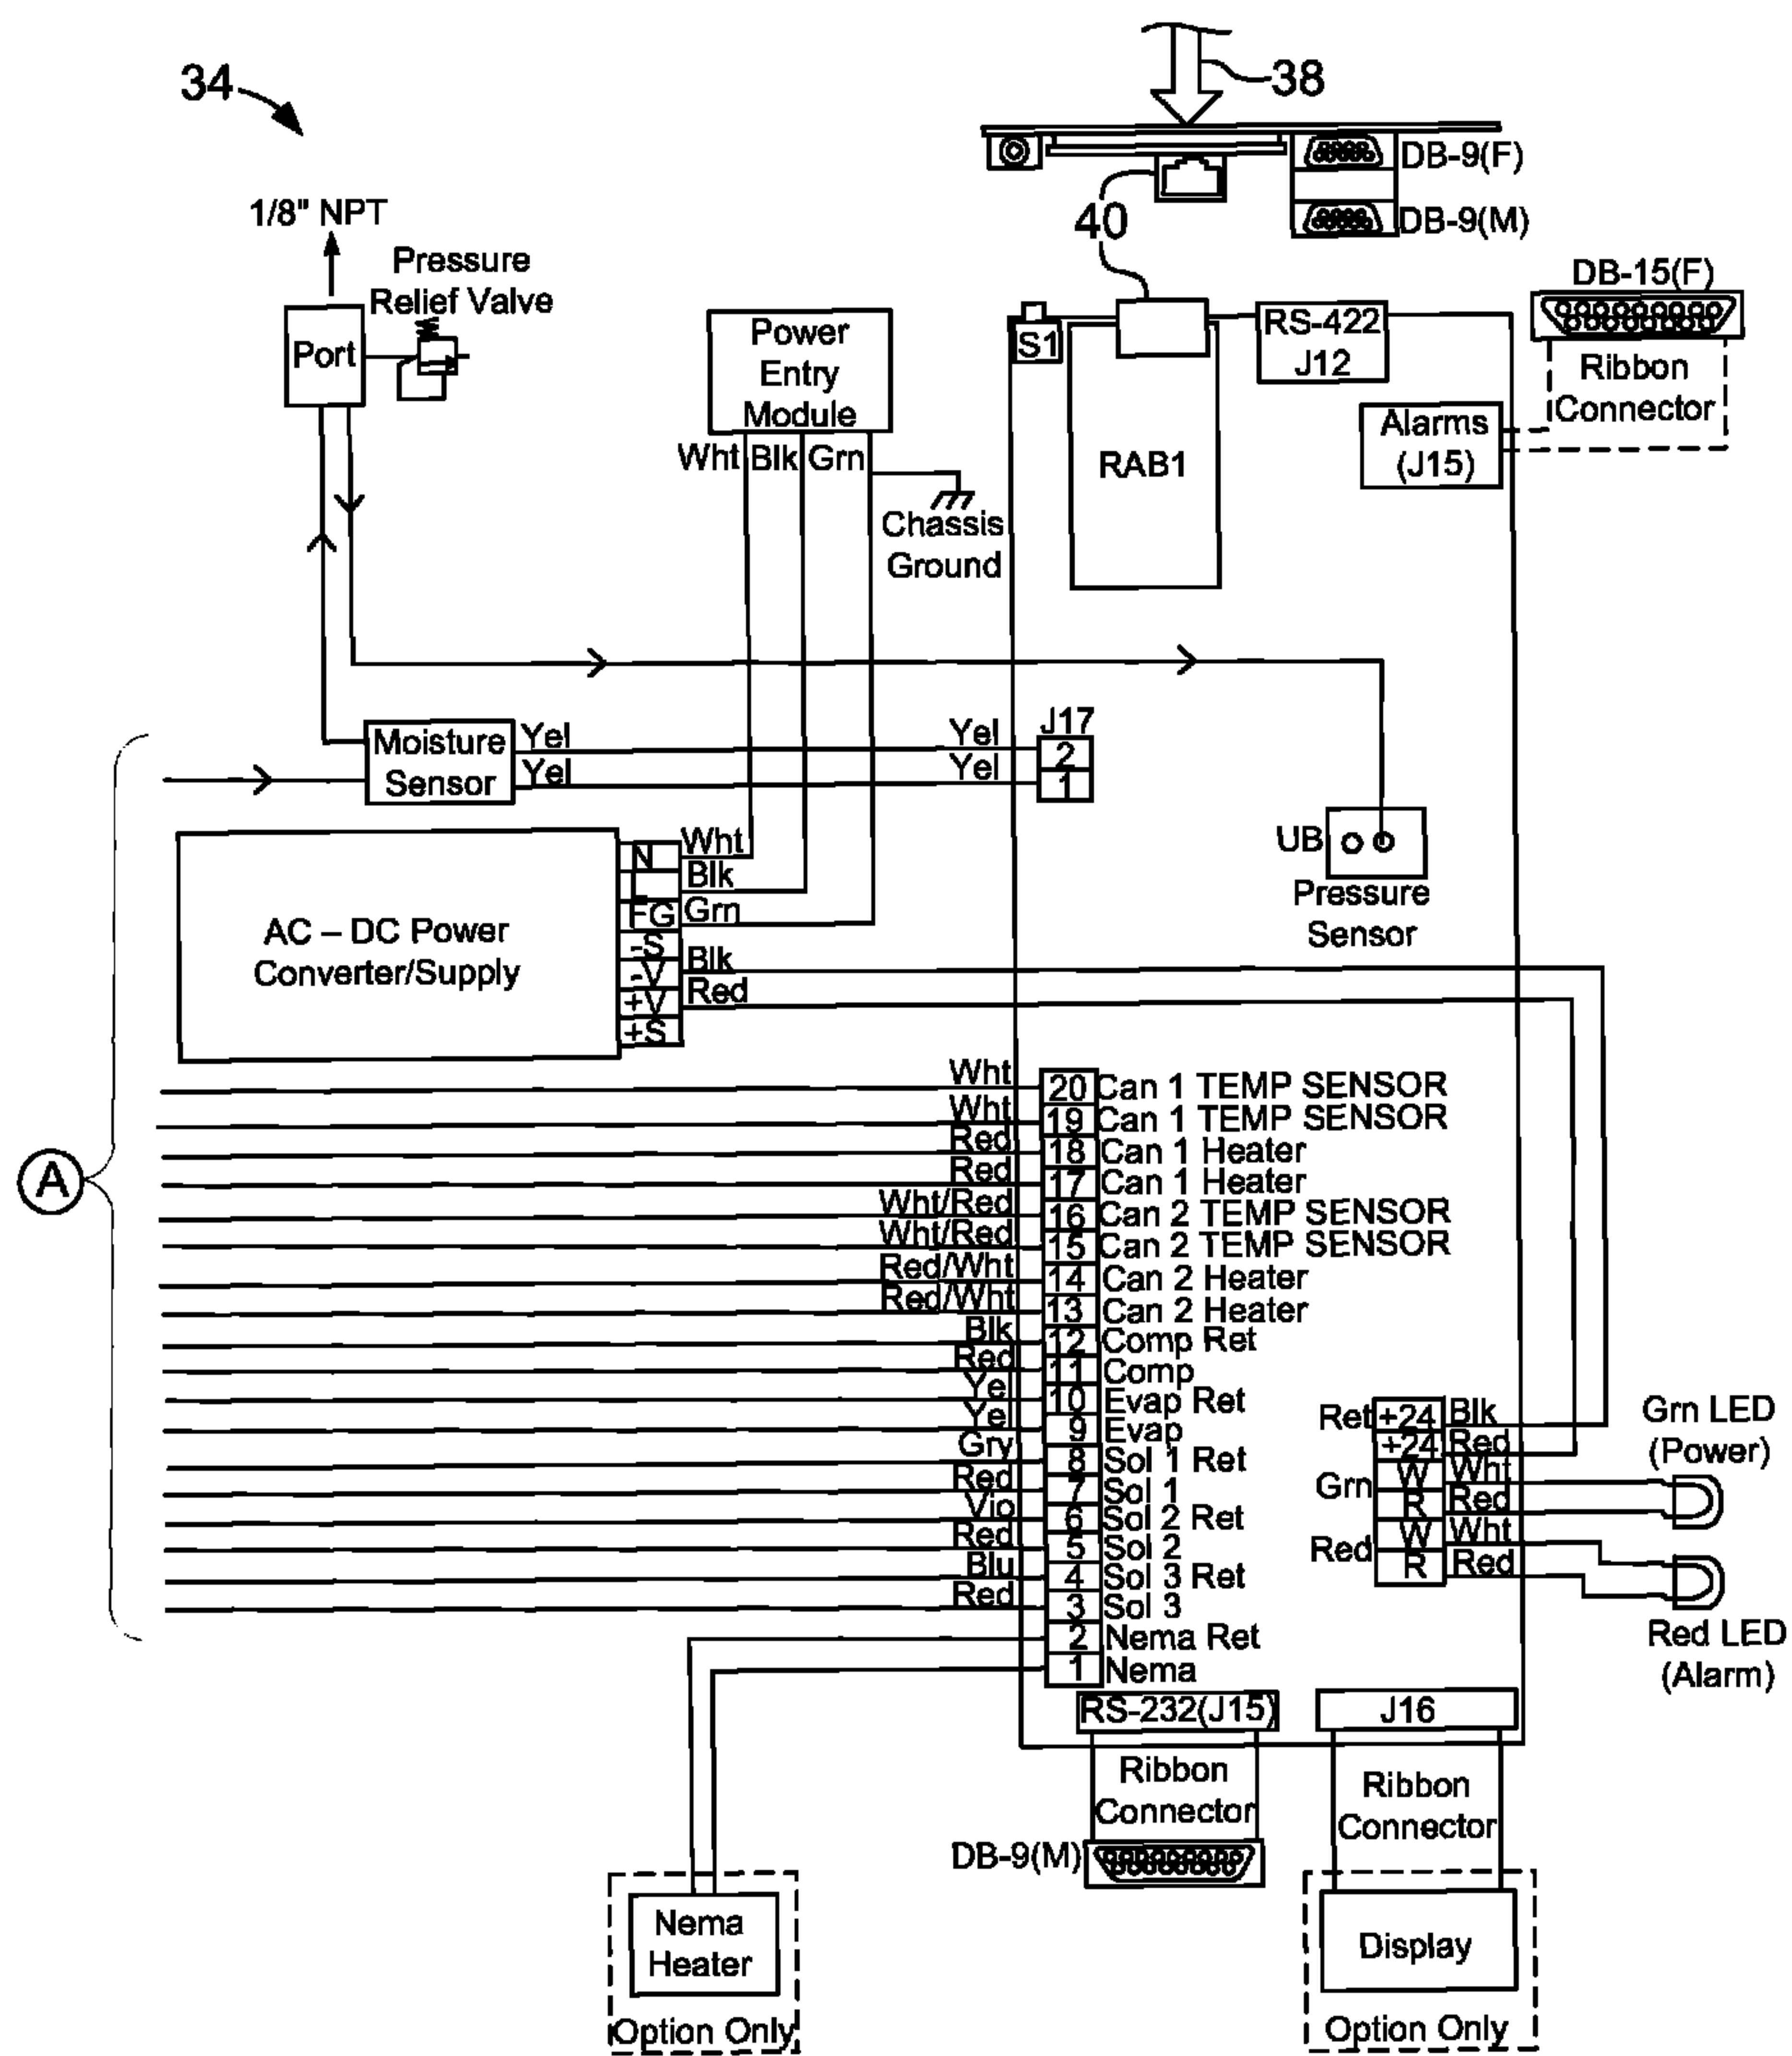 34
38
DB-9(F)
40
DB-9(M)
1/8" NPT
Pressure
Relief Valve
DB-15(F)
Port
Power
Entry
Module
S1
RS-422
J12
Ribbon
Connector
Alarms
(J15)
Wht Blk Grn
RAB1
Chassis
Ground
Moisture
Sensor
Yel
Yel
Yel
Yel
J17
2
1
UB
Pressure
Sensor
AC – DC Power
Converter/Supply
N Wht
L Blk
FG Grn
-S
-V Blk
+V Red
+S
A
Wht 20 Can 1 TEMP SENSOR
Wht 19 Can 1 TEMP SENSOR
Red 18 Can 1 Heater
Red 17 Can 1 Heater
Wht/Red 16 Can 2 TEMP SENSOR
Wht/Red 15 Can 2 TEMP SENSOR
Red/Wht 14 Can 2 Heater
Red/Wht 13 Can 2 Heater
Blk 12 Comp Ret
Red 11 Comp
Yel 10 Evap Ret
Yel 9 Evap
Gry 8 Sol 1 Ret
Red 7 Sol 1
Vio 6 Sol 2 Ret
Red 5 Sol 2
Blu 4 Sol 3 Ret
Red 3 Sol 3
2 Nema Ret
1 Nema
Ret +24 Blk
+24 Red
Grn W Wht
R Red
Red W Wht
R Red
Grn LED
(Power)
Red LED
(Alarm)
RS-232(J15)
J16
Ribbon
Connector
Ribbon
Connector
DB-9(M)
Nema
Heater
Option Only
Display
Option Only